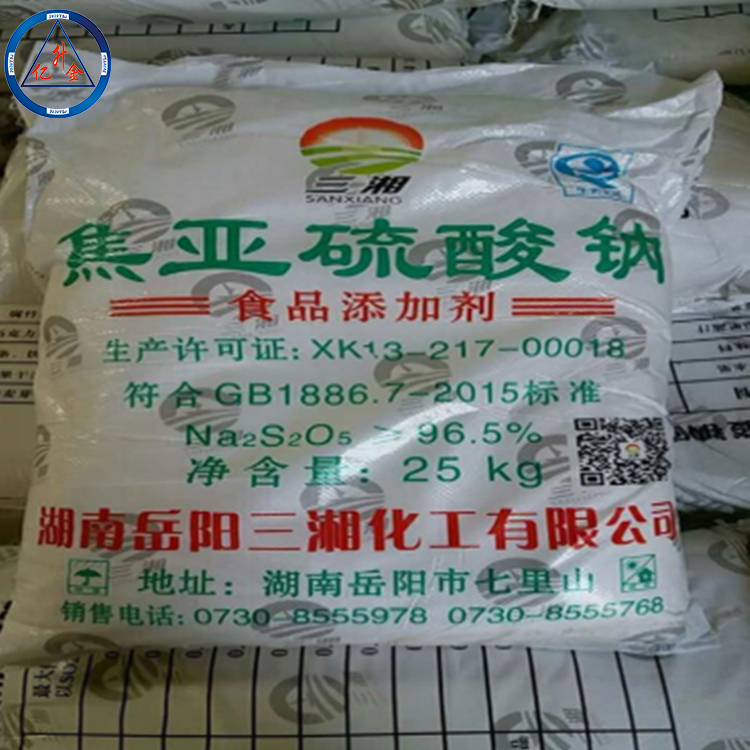 亿升金
三湘
SANXIANG
焦亚硫酸钠
食品添加剂
生产许可证:XK13-217-00018
符合GB1886.7-2015标准
Na₂S₂O₅ ≥ 96.5%
净含量: 25 kg
湖南岳阳三湘化工有限公司
地址: 湖南岳阳市七里山
销售电话:0730-8555978 0730-8555768
最大